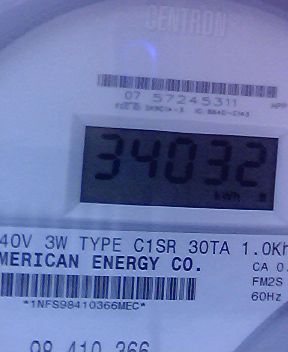 CENTRON
07 57245311
34032
kWh
40V 3W TYPE C1SR 30TA 1.0Kh
MERICAN ENERGY CO.
CA 0.
FM2S
60Hz
*1NFS98410366MEC*
98 410 366